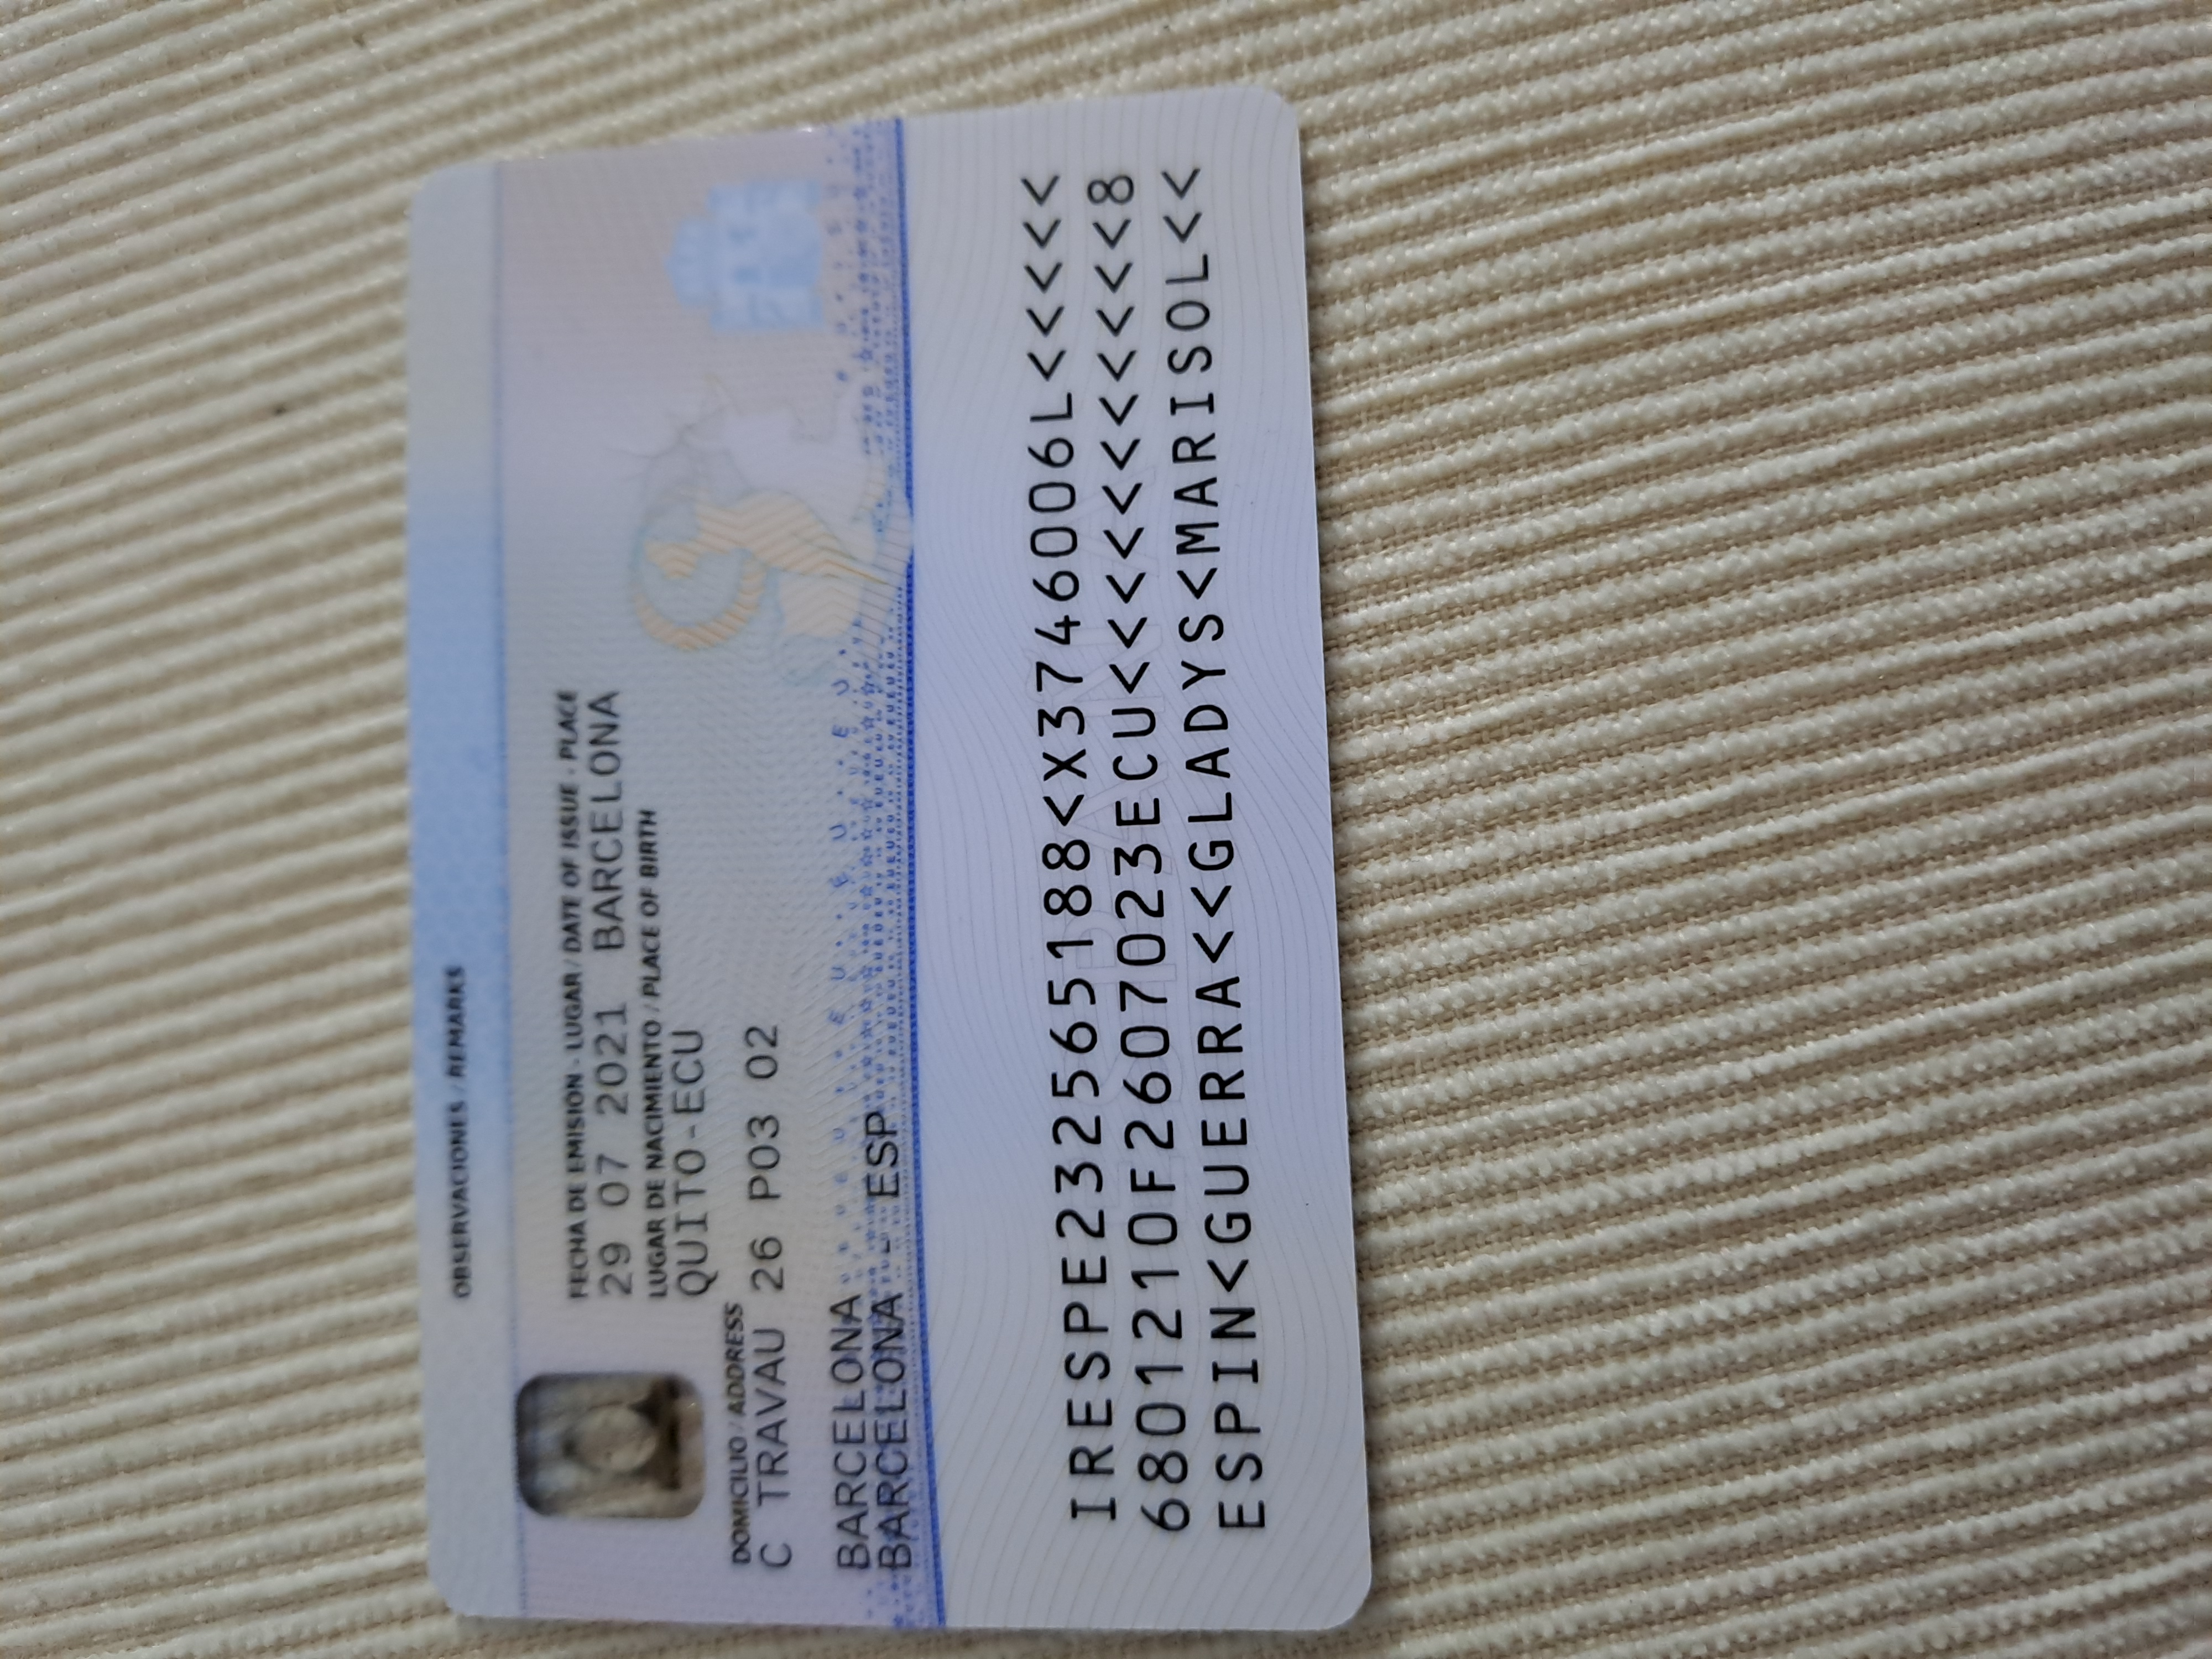 OBSERVACIONES / REMARKS
FECHA DE EMISIÓN - LUGAR / DATE OF ISSUE - PLACE
29 07 2021 BARCELONA
LUGAR DE NACIMIENTO / PLACE OF BIRTH
QUITO-ECU
DOMICILIO / ADDRESS
C TRAVAU 26 P03 02
BARCELONA
BARCELONA - ESP
IRESPE232565188<X3746006L<<<<<
6801210F2607023ECU<<<<<<<<<<<8
ESPIN<GUERRA<<GLADYS<MARISOL<<